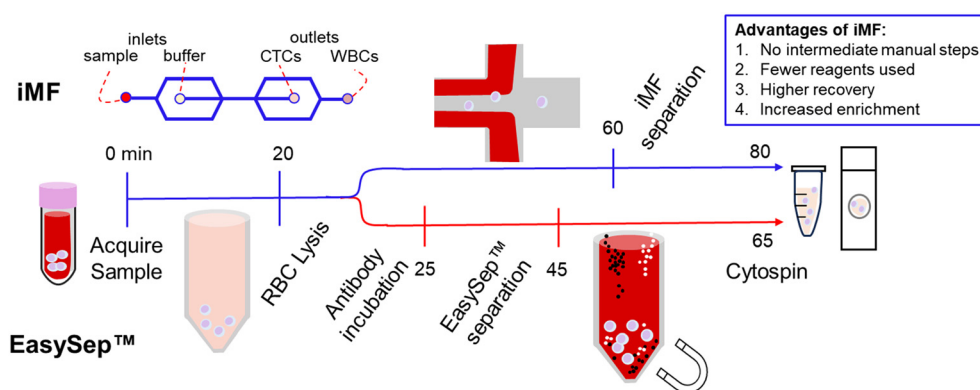 iMF
inlets
sample
buffer
outlets
CTCs
WBCs
Advantages of iMF:
1. No intermediate manual steps
2. Fewer reagents used
3. Higher recovery
4. Increased enrichment
0 min
20
60
iMF
separation
80
Acquire
Sample
RBC Lysis
Antibody
incubation
25
EasySep™
separation
45
65
Cytospin
EasySep™